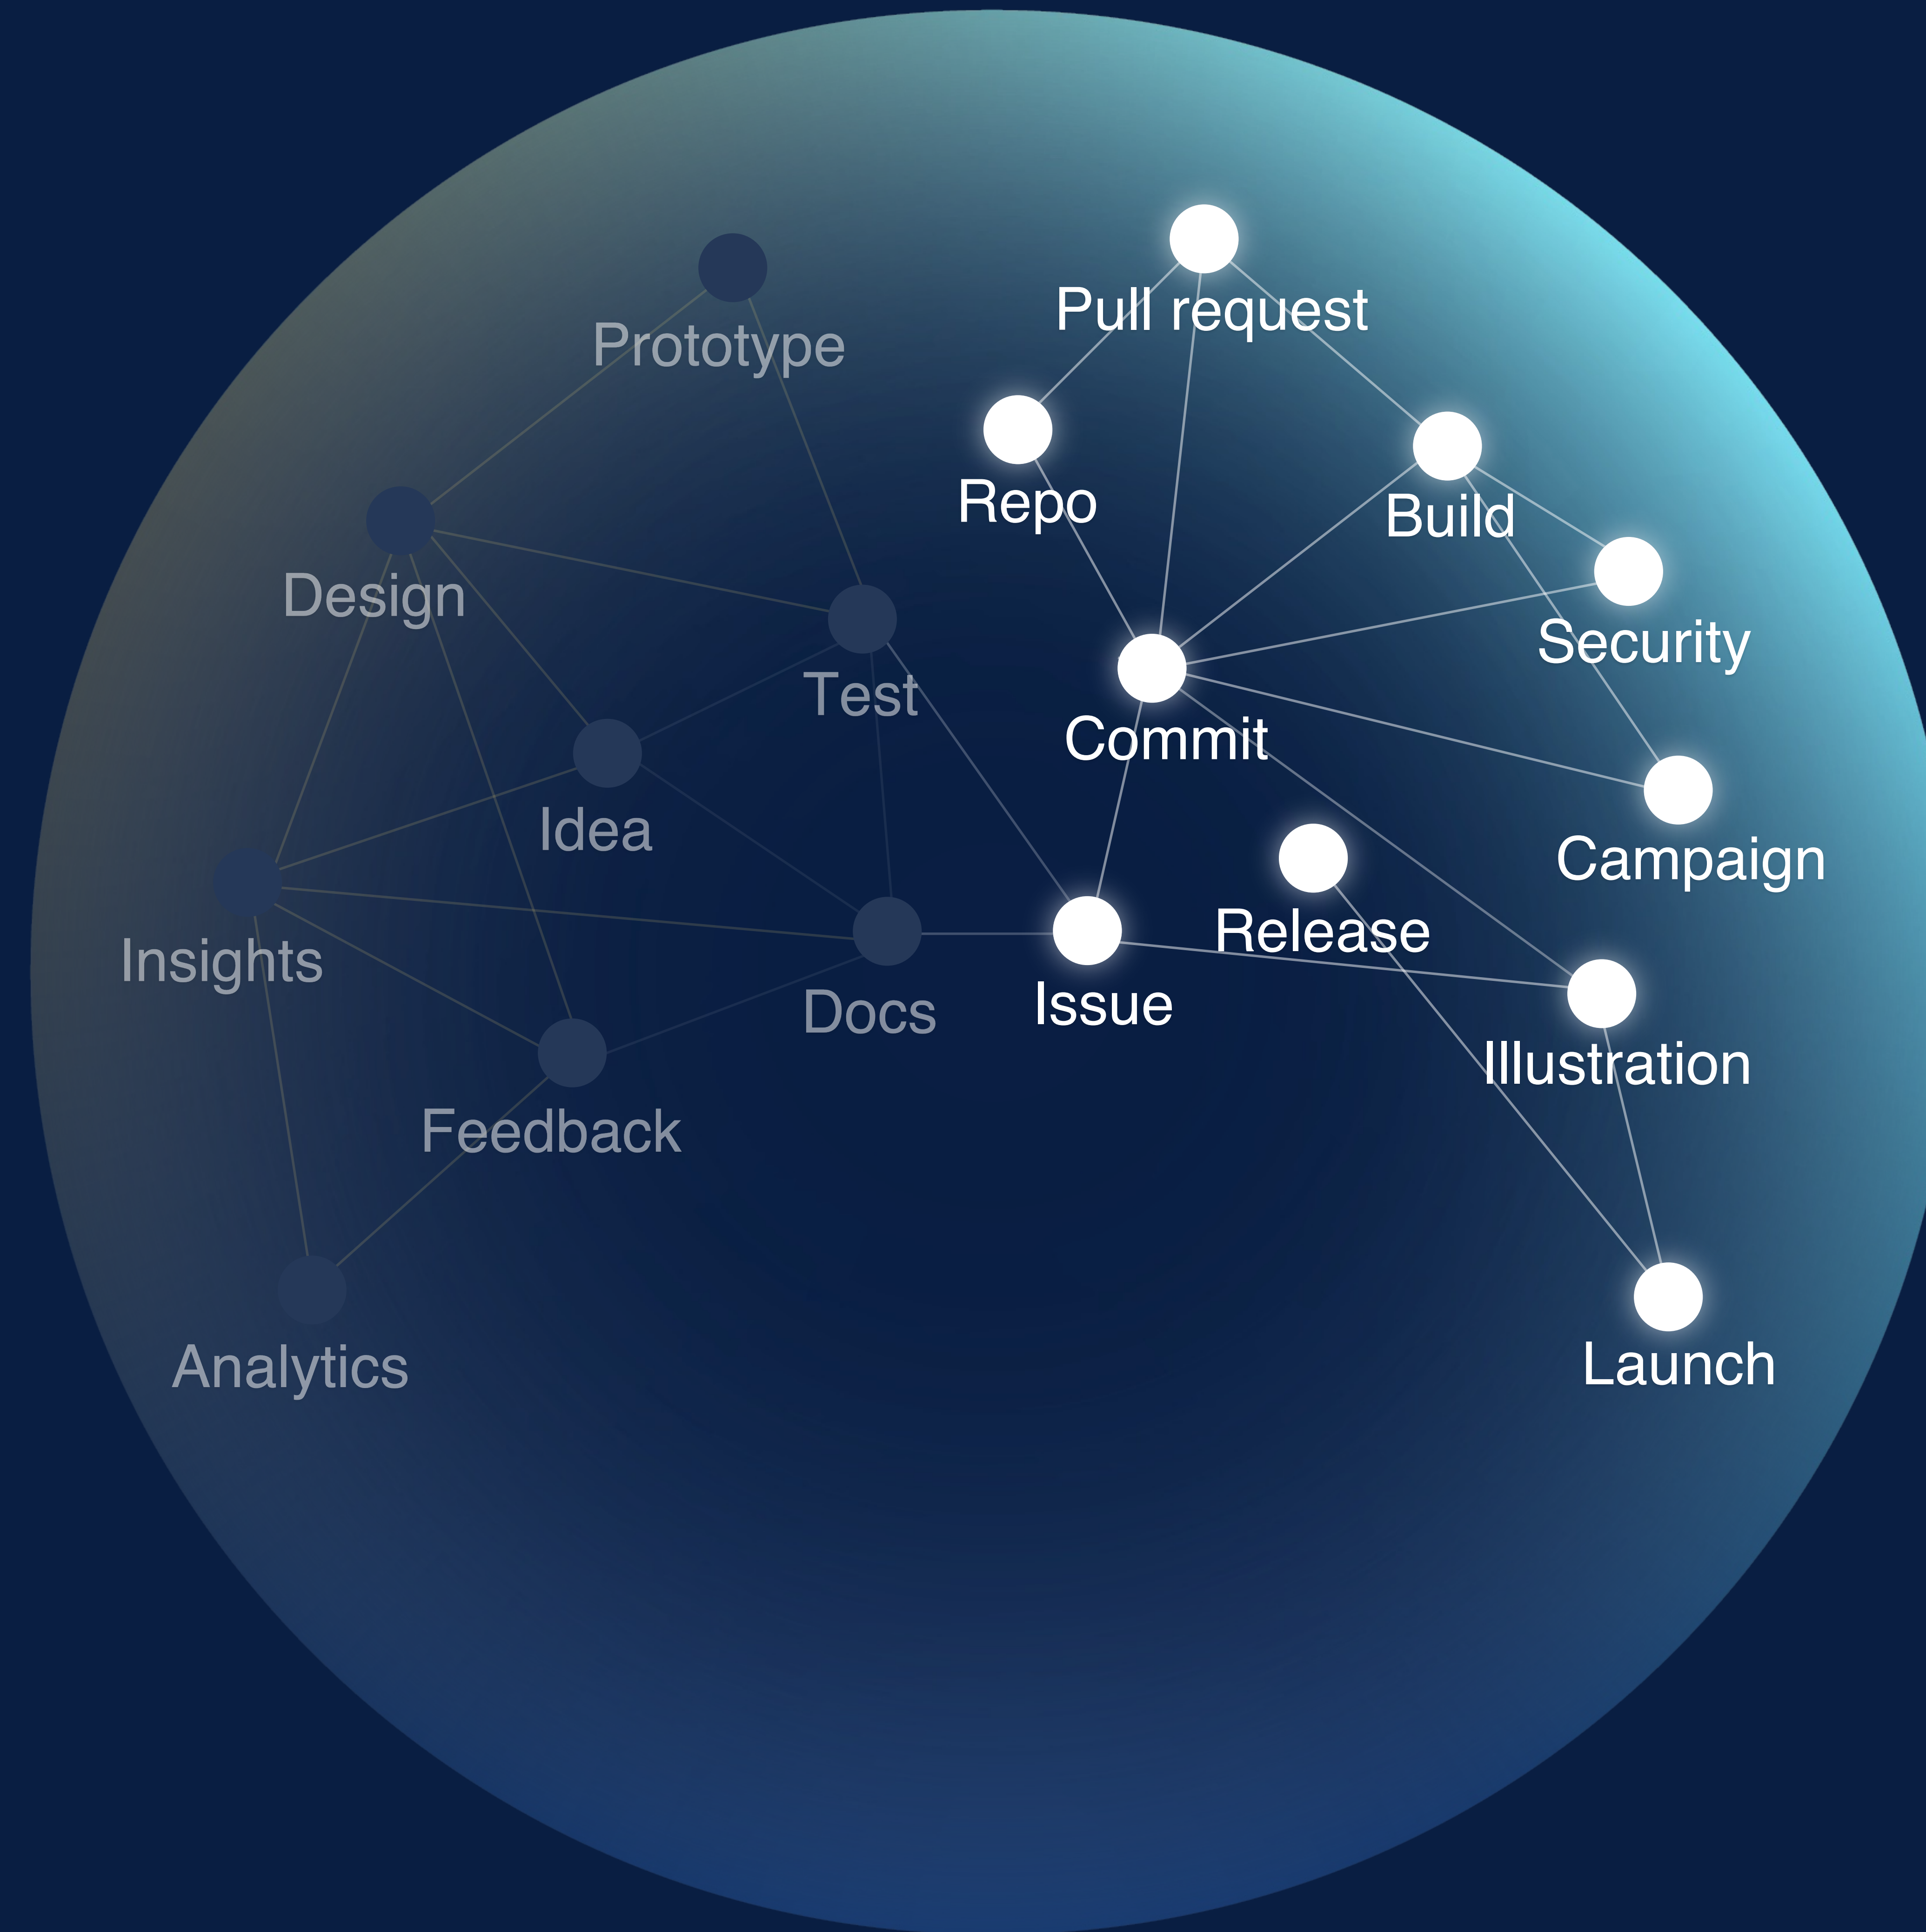 Pull request
Prototype
Repo
Build
Design
Security
Test
Commit
Idea
Campaign
Release
Insights
Issue
Docs
Illustration
Feedback
Launch
Analytics